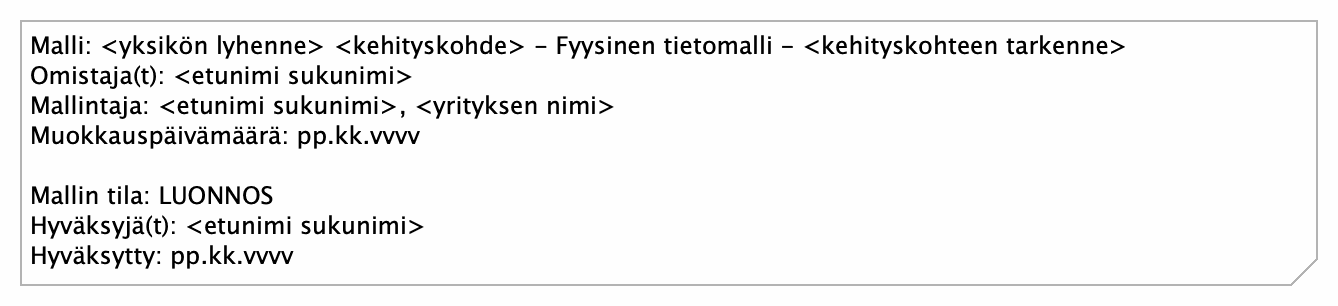 Malli: <yksikön lyhenne> <kehityskohde> – Fyysinen tietomalli – <kehityskohteen tarkenne>
Omistaja(t): <etunimi sukunimi>
Mallintaja: <etunimi sukunimi>, <yrityksen nimi>
Muokkauspäivämäärä: pp.kk.vvvv
Mallin tila: LUONNOS
Hyväksyjä(t): <etunimi sukunimi>
Hyväksytty: pp.kk.vvvv